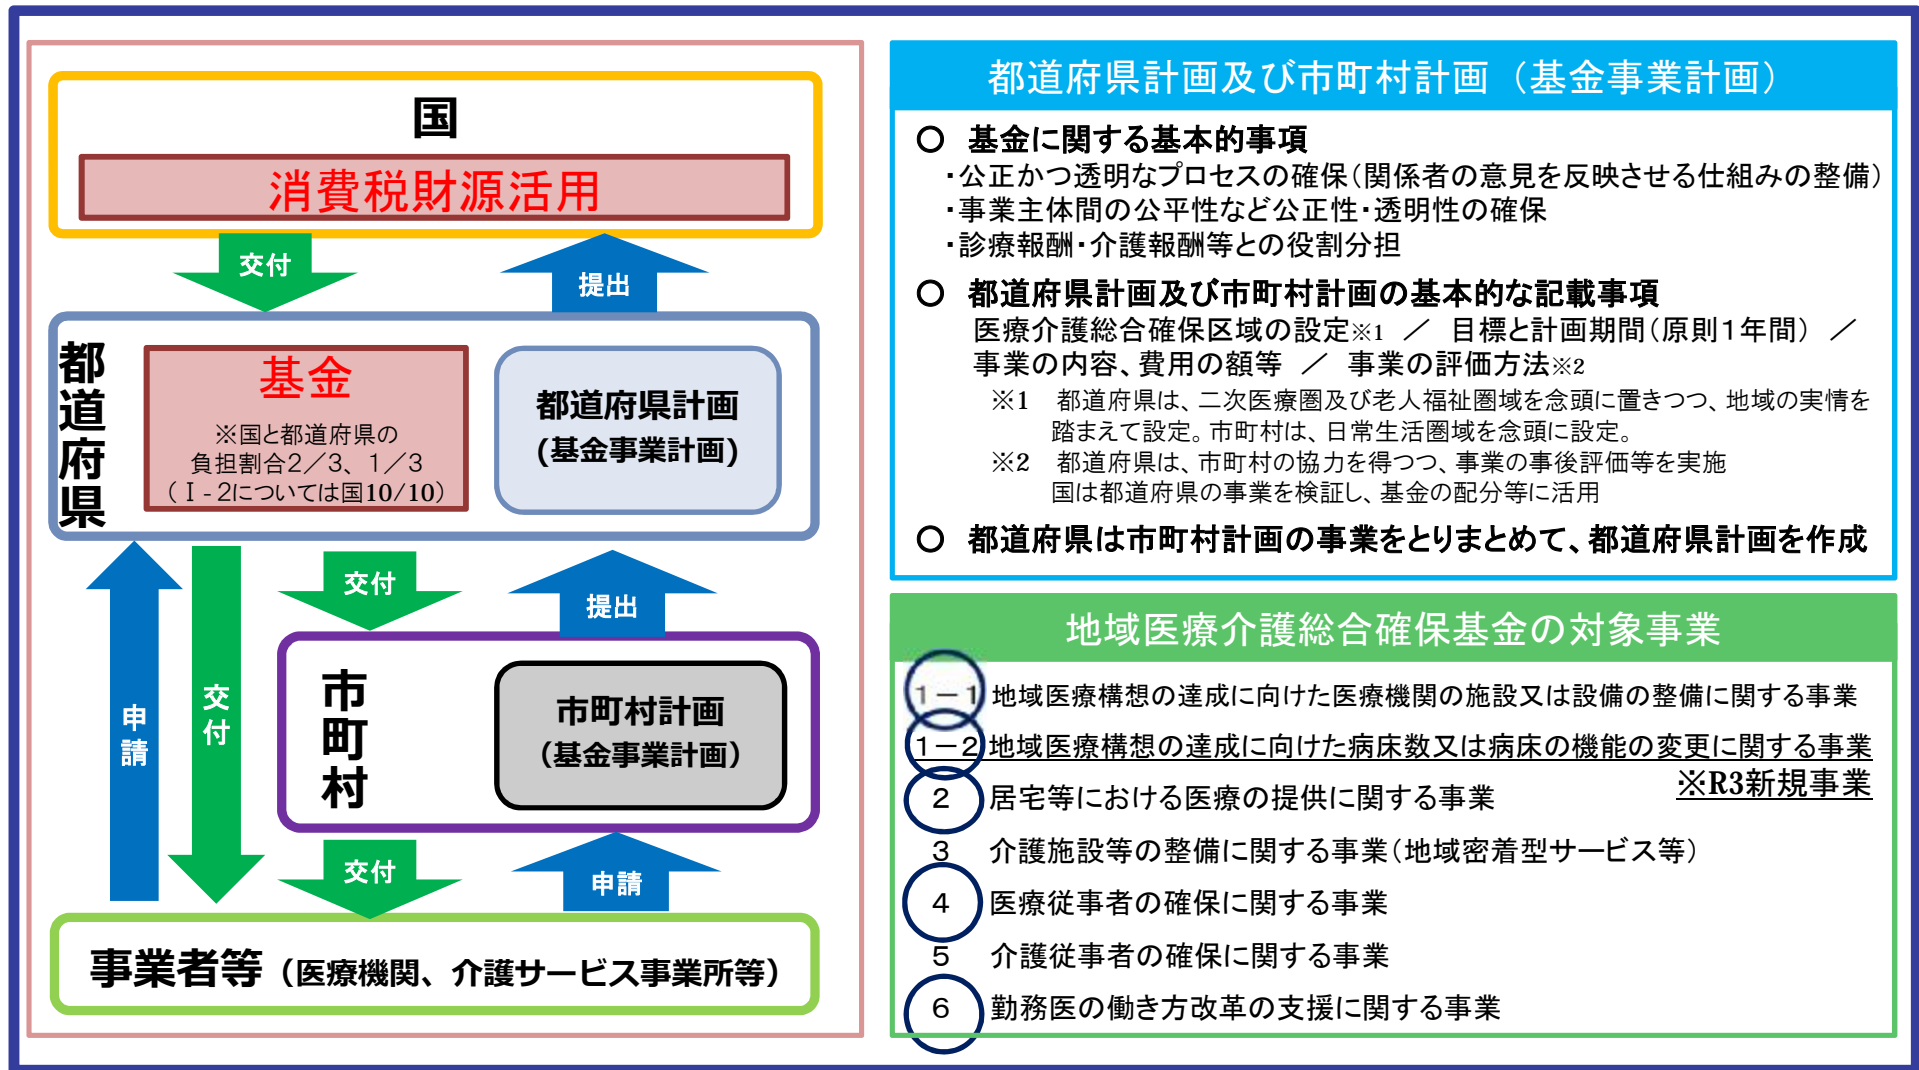 国
消費税財源活用
交付
提出
都道府県
基金
※国と都道府県の
負担割合2／3、1／3
（Ⅰ-2については国10/10）
都道府県計画
(基金事業計画)
交付
提出
申請
交付
市町村
市町村計画
（基金事業計画）
交付
申請
事業者等（医療機関、介護サービス事業所等）
都道府県計画及び市町村計画（基金事業計画）
○ 基金に関する基本的事項
・公正かつ透明なプロセスの確保（関係者の意見を反映させる仕組みの整備）
・事業主体間の公平性など公正性・透明性の確保
・診療報酬・介護報酬等との役割分担
○ 都道府県計画及び市町村計画の基本的な記載事項
医療介護総合確保区域の設定※1 ／ 目標と計画期間（原則１年間） ／
事業の内容、費用の額等 ／ 事業の評価方法※2
※1 都道府県は、二次医療圏及び老人福祉圏域を念頭に置きつつ、地域の実情を
踏まえて設定。市町村は、日常生活圏域を念頭に設定。
※2 都道府県は、市町村の協力を得つつ、事業の事後評価等を実施
国は都道府県の事業を検証し、基金の配分等に活用
○ 都道府県は市町村計画の事業をとりまとめて、都道府県計画を作成
地域医療介護総合確保基金の対象事業
１－１ 地域医療構想の達成に向けた医療機関の施設又は設備の整備に関する事業
１－２ 地域医療構想の達成に向けた病床数又は病床の機能の変更に関する事業
※R3新規事業
２ 居宅等における医療の提供に関する事業
３ 介護施設等の整備に関する事業（地域密着型サービス等）
４ 医療従事者の確保に関する事業
５ 介護従事者の確保に関する事業
６ 勤務医の働き方改革の支援に関する事業